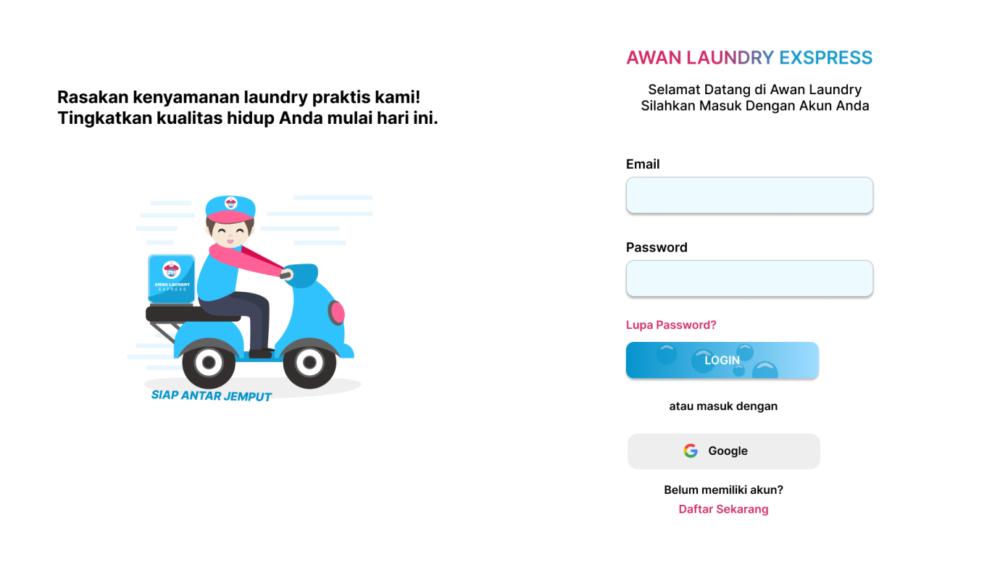 Rasakan kenyamanan laundry praktis kami!
Tingkatkan kualitas hidup Anda mulai hari ini.
AWAN LAUNDRY
EXPRESS
SIAP ANTAR JEMPUT
AWAN LAUNDRY EXSPRESS
Selamat Datang di Awan Laundry
Silahkan Masuk Dengan Akun Anda
Email
Password
Lupa Password?
LOGIN
atau masuk dengan
Google
Belum memiliki akun?
Daftar Sekarang